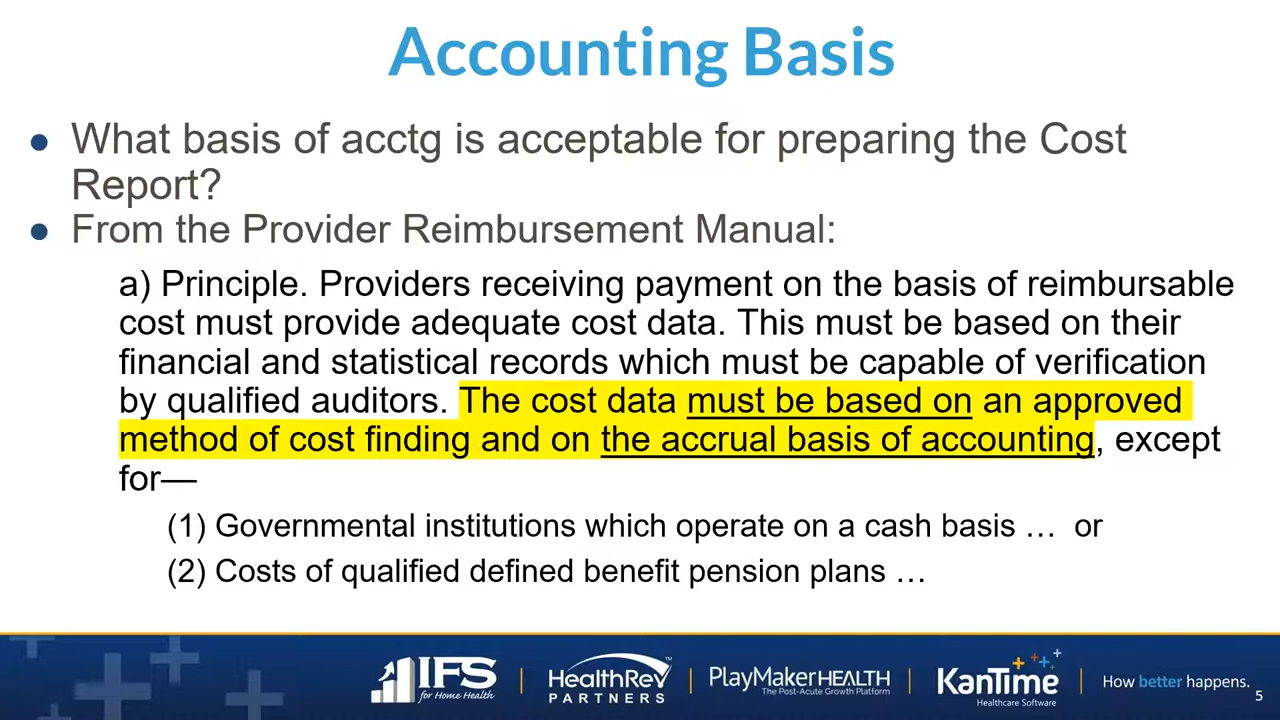 Accounting Basis
What basis of acctg is acceptable for preparing the Cost
Report?
From the Provider Reimbursement Manual:
a) Principle. Providers receiving payment on the basis of reimbursable
cost must provide adequate cost data. This must be based on their
financial and statistical records which must be capable of verification
by qualified auditors. The cost data must be based on an approved
method of cost finding and on the accrual basis of accounting, except
for—
(1) Governmental institutions which operate on a cash basis … or
(2) Costs of qualified defined benefit pension plans …
IFS
for Home Health
HealthRev™
PARTNERS
PlayMakerHEALTH
The Post-Acute Growth Platform
KanTime
Healthcare Software
How better happens.
5